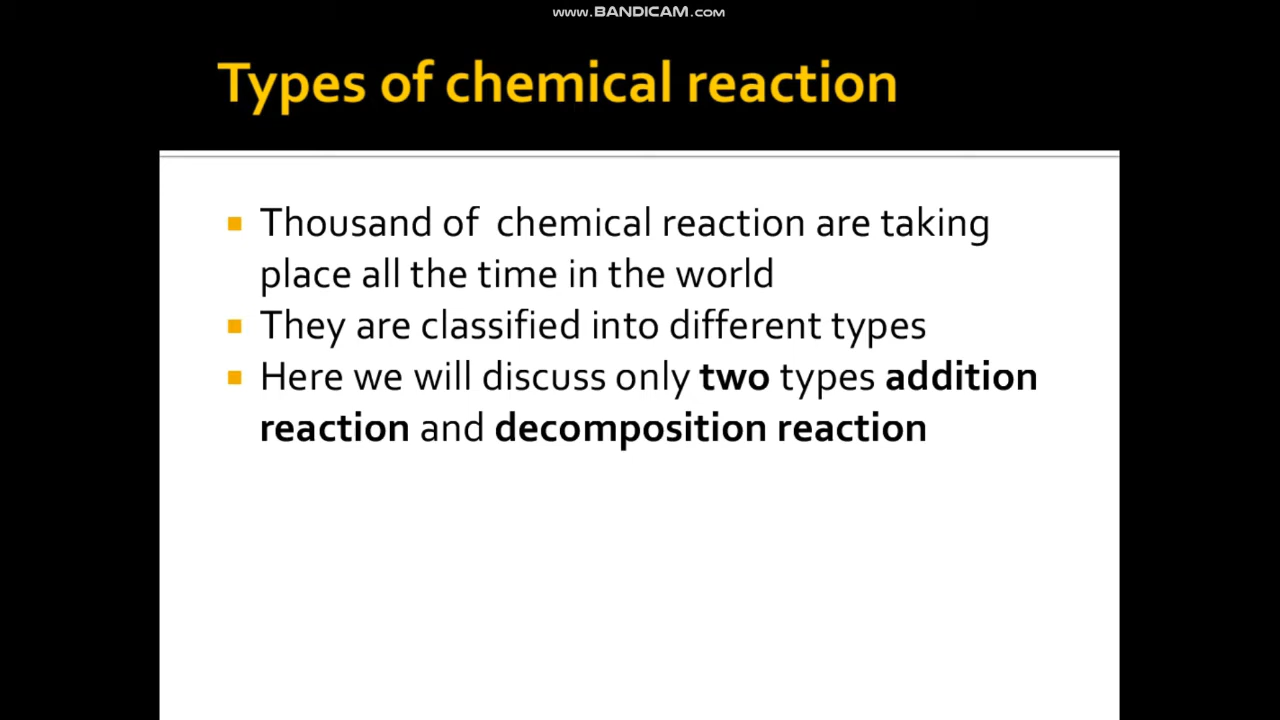 www.BANDICAM.com
Types of chemical reaction
Thousand of chemical reaction are taking
place all the time in the world
They are classified into different types
Here we will discuss only two types addition
reaction and decomposition reaction